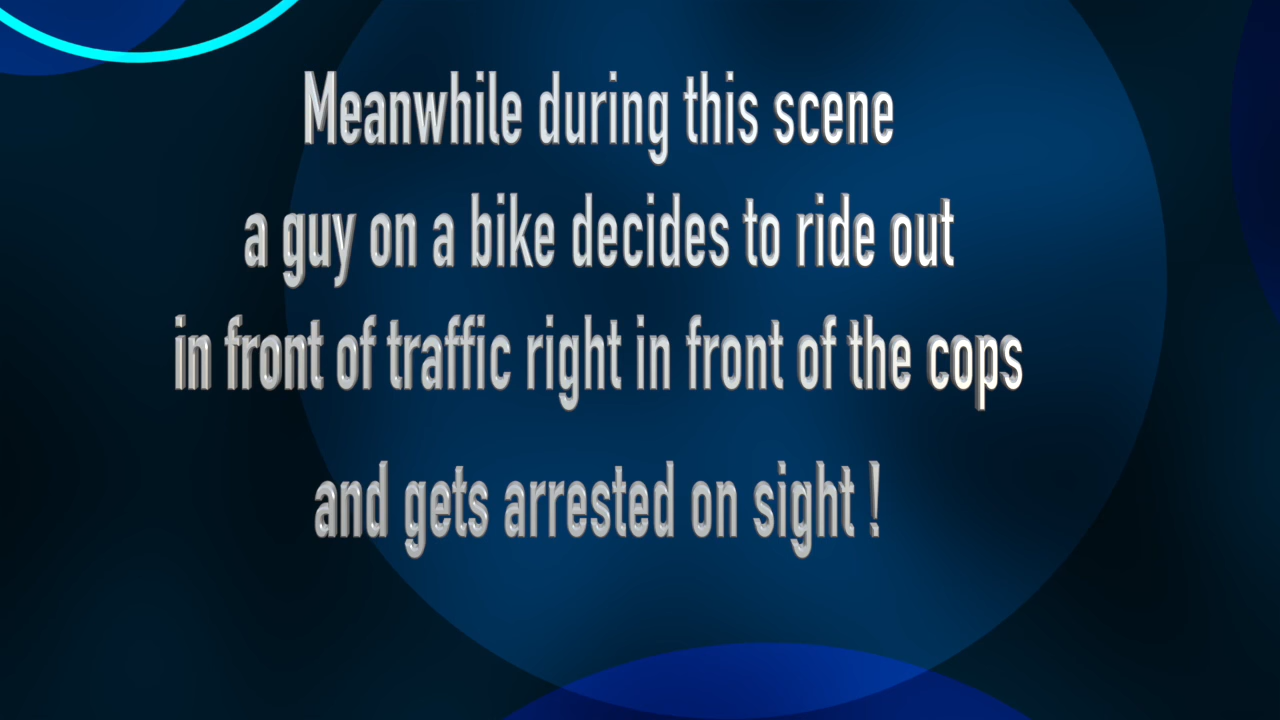 Meanwhile during this scene
a guy on a bike decides to ride out
in front of traffic right in front of the cops
and gets arrested on sight !